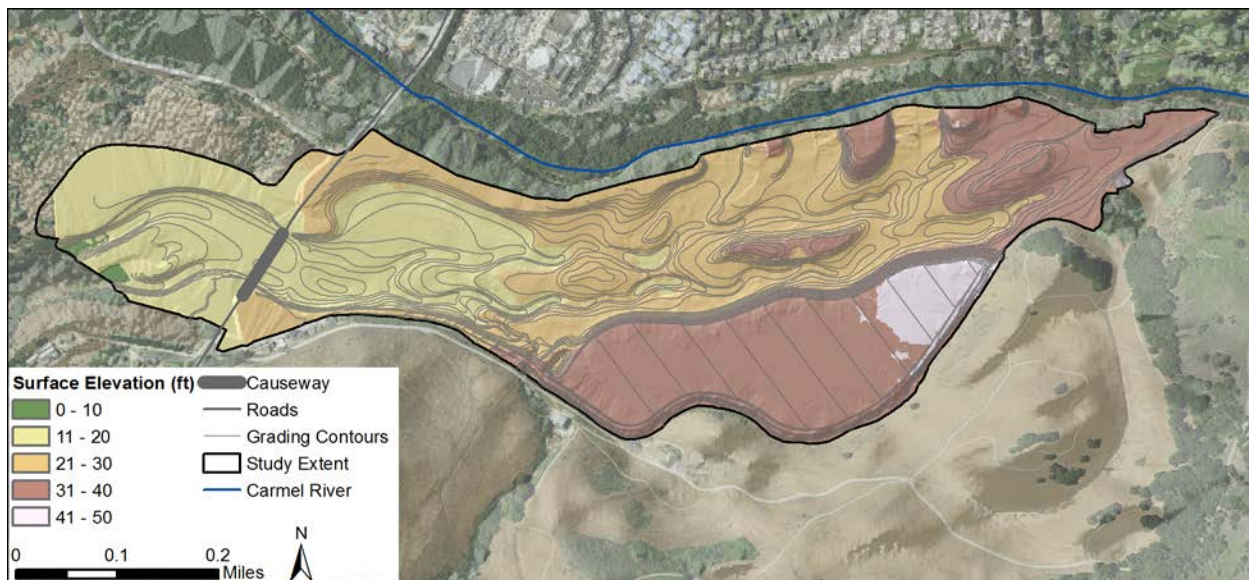 Surface Elevation (ft)
0 - 10
11 - 20
21 - 30
31 - 40
41 - 50
Causeway
Roads
Grading Contours
Study Extent
Carmel River
N
0 0.1 0.2
Miles